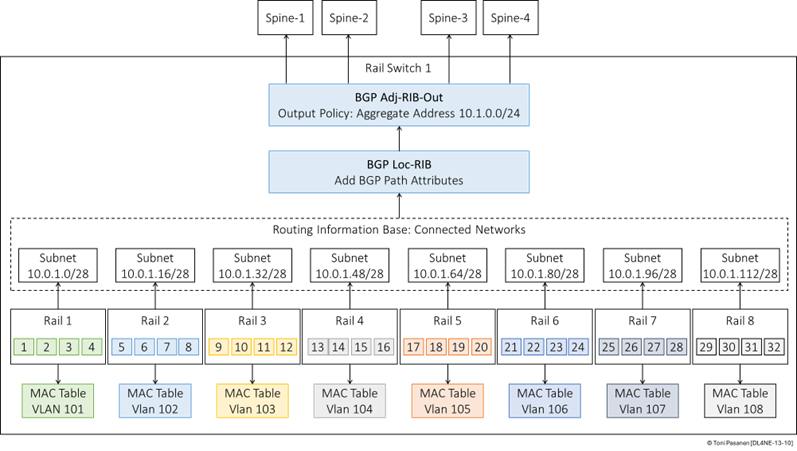 Spine-1
Spine-2
Spine-3
Spine-4
Rail Switch 1
BGP Adj-RIB-Out
Output Policy: Aggregate Address 10.1.0.0/24
BGP Loc-RIB
Add BGP Path Attributes
Routing Information Base: Connected Networks
Subnet
10.0.1.0/28
Subnet
10.0.1.16/28
Subnet
10.0.1.32/28
Subnet
10.0.1.48/28
Subnet
10.0.1.64/28
Subnet
10.0.1.80/28
Subnet
10.0.1.96/28
Subnet
10.0.1.112/28
Rail 1
1 2 3 4
Rail 2
5 6 7 8
Rail 3
9 10 11 12
Rail 4
13 14 15 16
Rail 5
17 18 19 20
Rail 6
21 22 23 24
Rail 7
25 26 27 28
Rail 8
29 30 31 32
MAC Table
VLAN 101
MAC Table
Vlan 102
MAC Table
Vlan 103
MAC Table
Vlan 104
MAC Table
Vlan 105
MAC Table
Vlan 106
MAC Table
Vlan 107
MAC Table
Vlan 108
© Toni Pasanen [DL4NE-13-10]